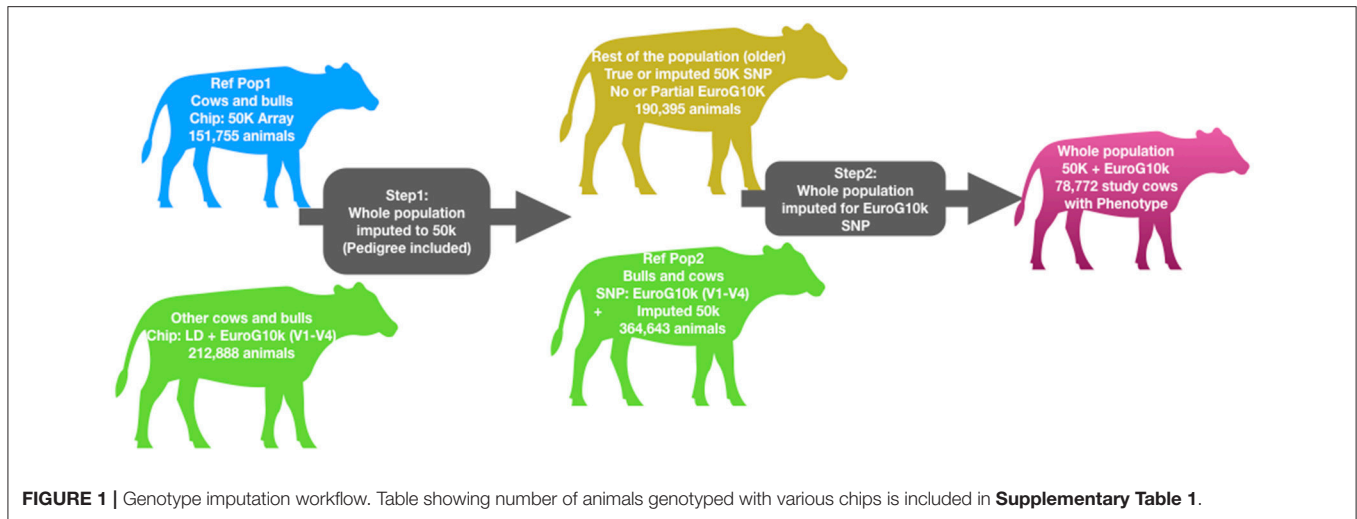 Ref Pop1
Cows and bulls
Chip: 50K Array
151,755 animals
Other cows and bulls
Chip: LD + EuroG10k (V1-V4)
212,888 animals
Step1:
Whole population
imputed to 50k
(Pedigree included)
Rest of the population (older)
True or imputed 50K SNP
No or Partial EuroG10K
190,395 animals
Ref Pop2
Bulls and cows
SNP: EuroG10k (V1-V4)
+ Imputed 50k
364,643 animals
Step2:
Whole population
imputed for EuroG10k
SNP
Whole population
50K + EuroG10k
78,772 study cows
with Phenotype
FIGURE 1 | Genotype imputation workflow. Table showing number of animals genotyped with various chips is included in Supplementary Table 1.